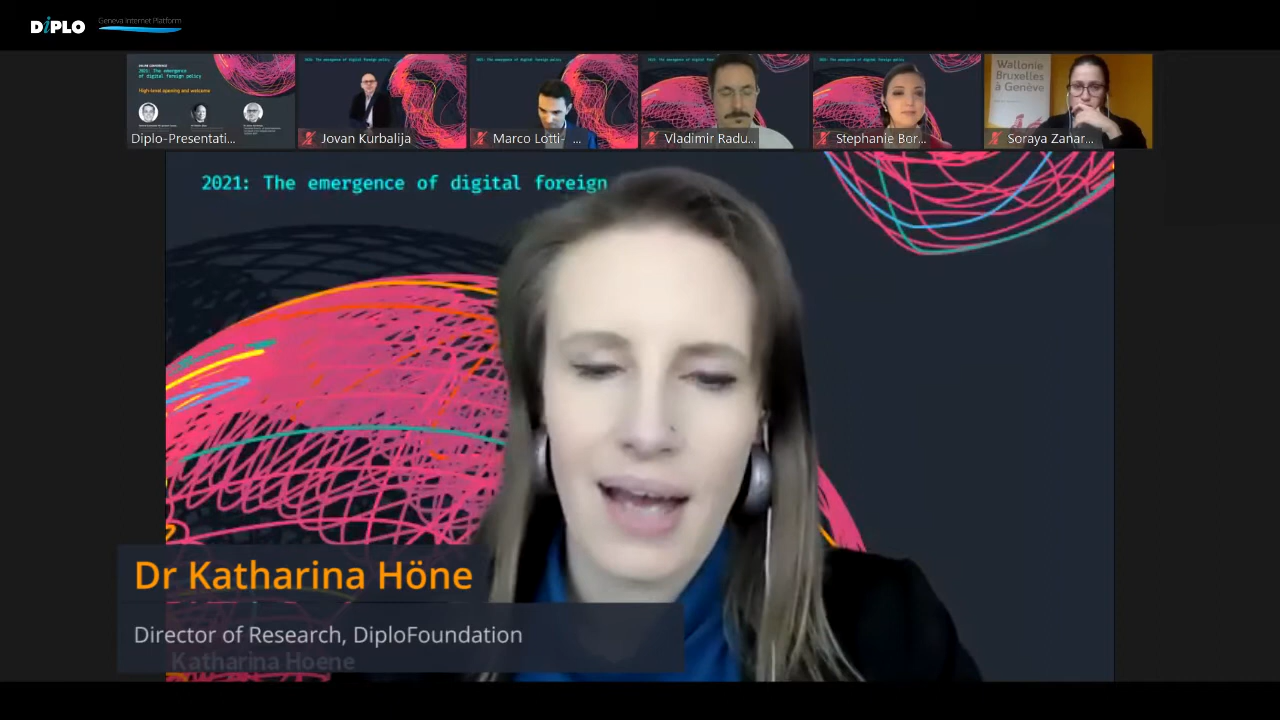 DiPLO
Geneva Internet Platform
2021: The emergence
of digital foreign policy
High-level opening and welcome
Diplo-Presentati...
Jovan Kurbalija
Marco Lotti- ...
Vladimir Radu...
Stephanie Bor...
Wallonie
Bruxelles
à Genève
Soraya Zanar...
2021: The emergence of digital foreign
Dr Katharina Höne
Director of Research, DiploFoundation
Katharina Hoene